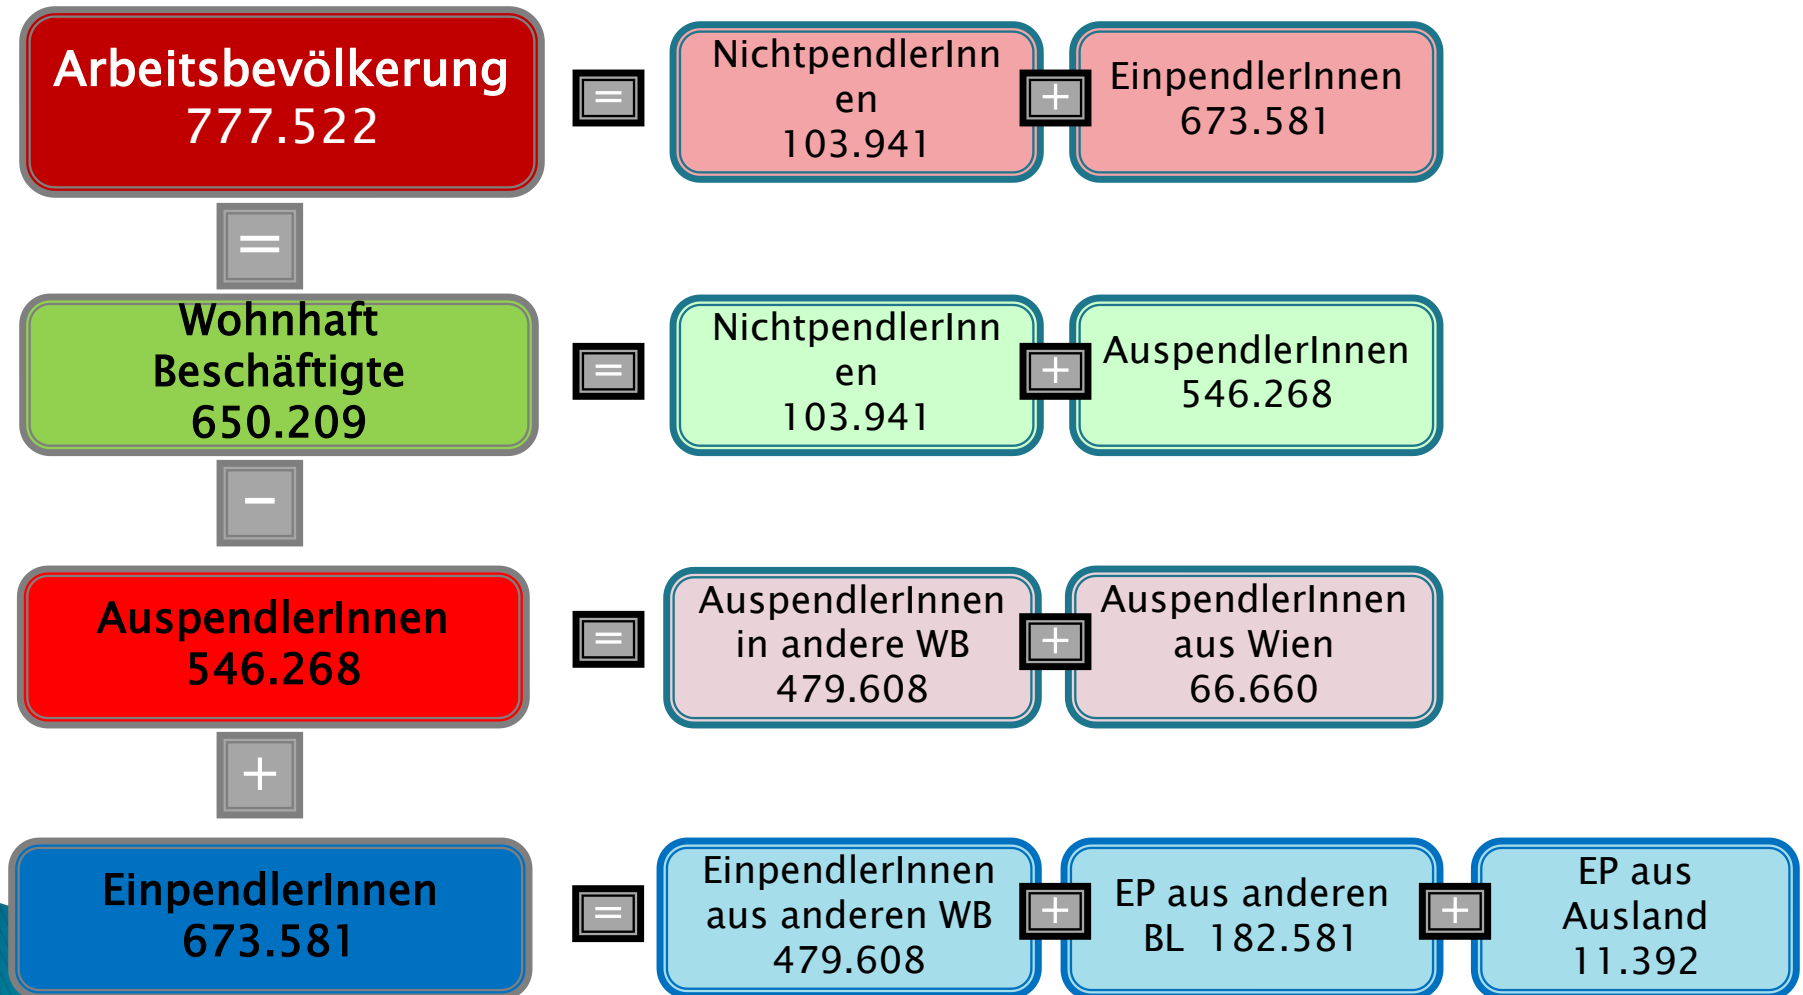 Arbeitsbevölkerung
777.522
=
NichtpendlerInn
en
103.941
+
EinpendlerInnen
673.581
=
Wohnhaft
Beschäftigte
650.209
=
NichtpendlerInn
en
103.941
+
AuspendlerInnen
546.268
−
AuspendlerInnen
546.268
=
AuspendlerInnen
in andere WB
479.608
+
AuspendlerInnen
aus Wien
66.660
+
EinpendlerInnen
673.581
=
EinpendlerInnen
aus anderen WB
479.608
+
EP aus anderen
BL 182.581
+
EP aus
Ausland
11.392